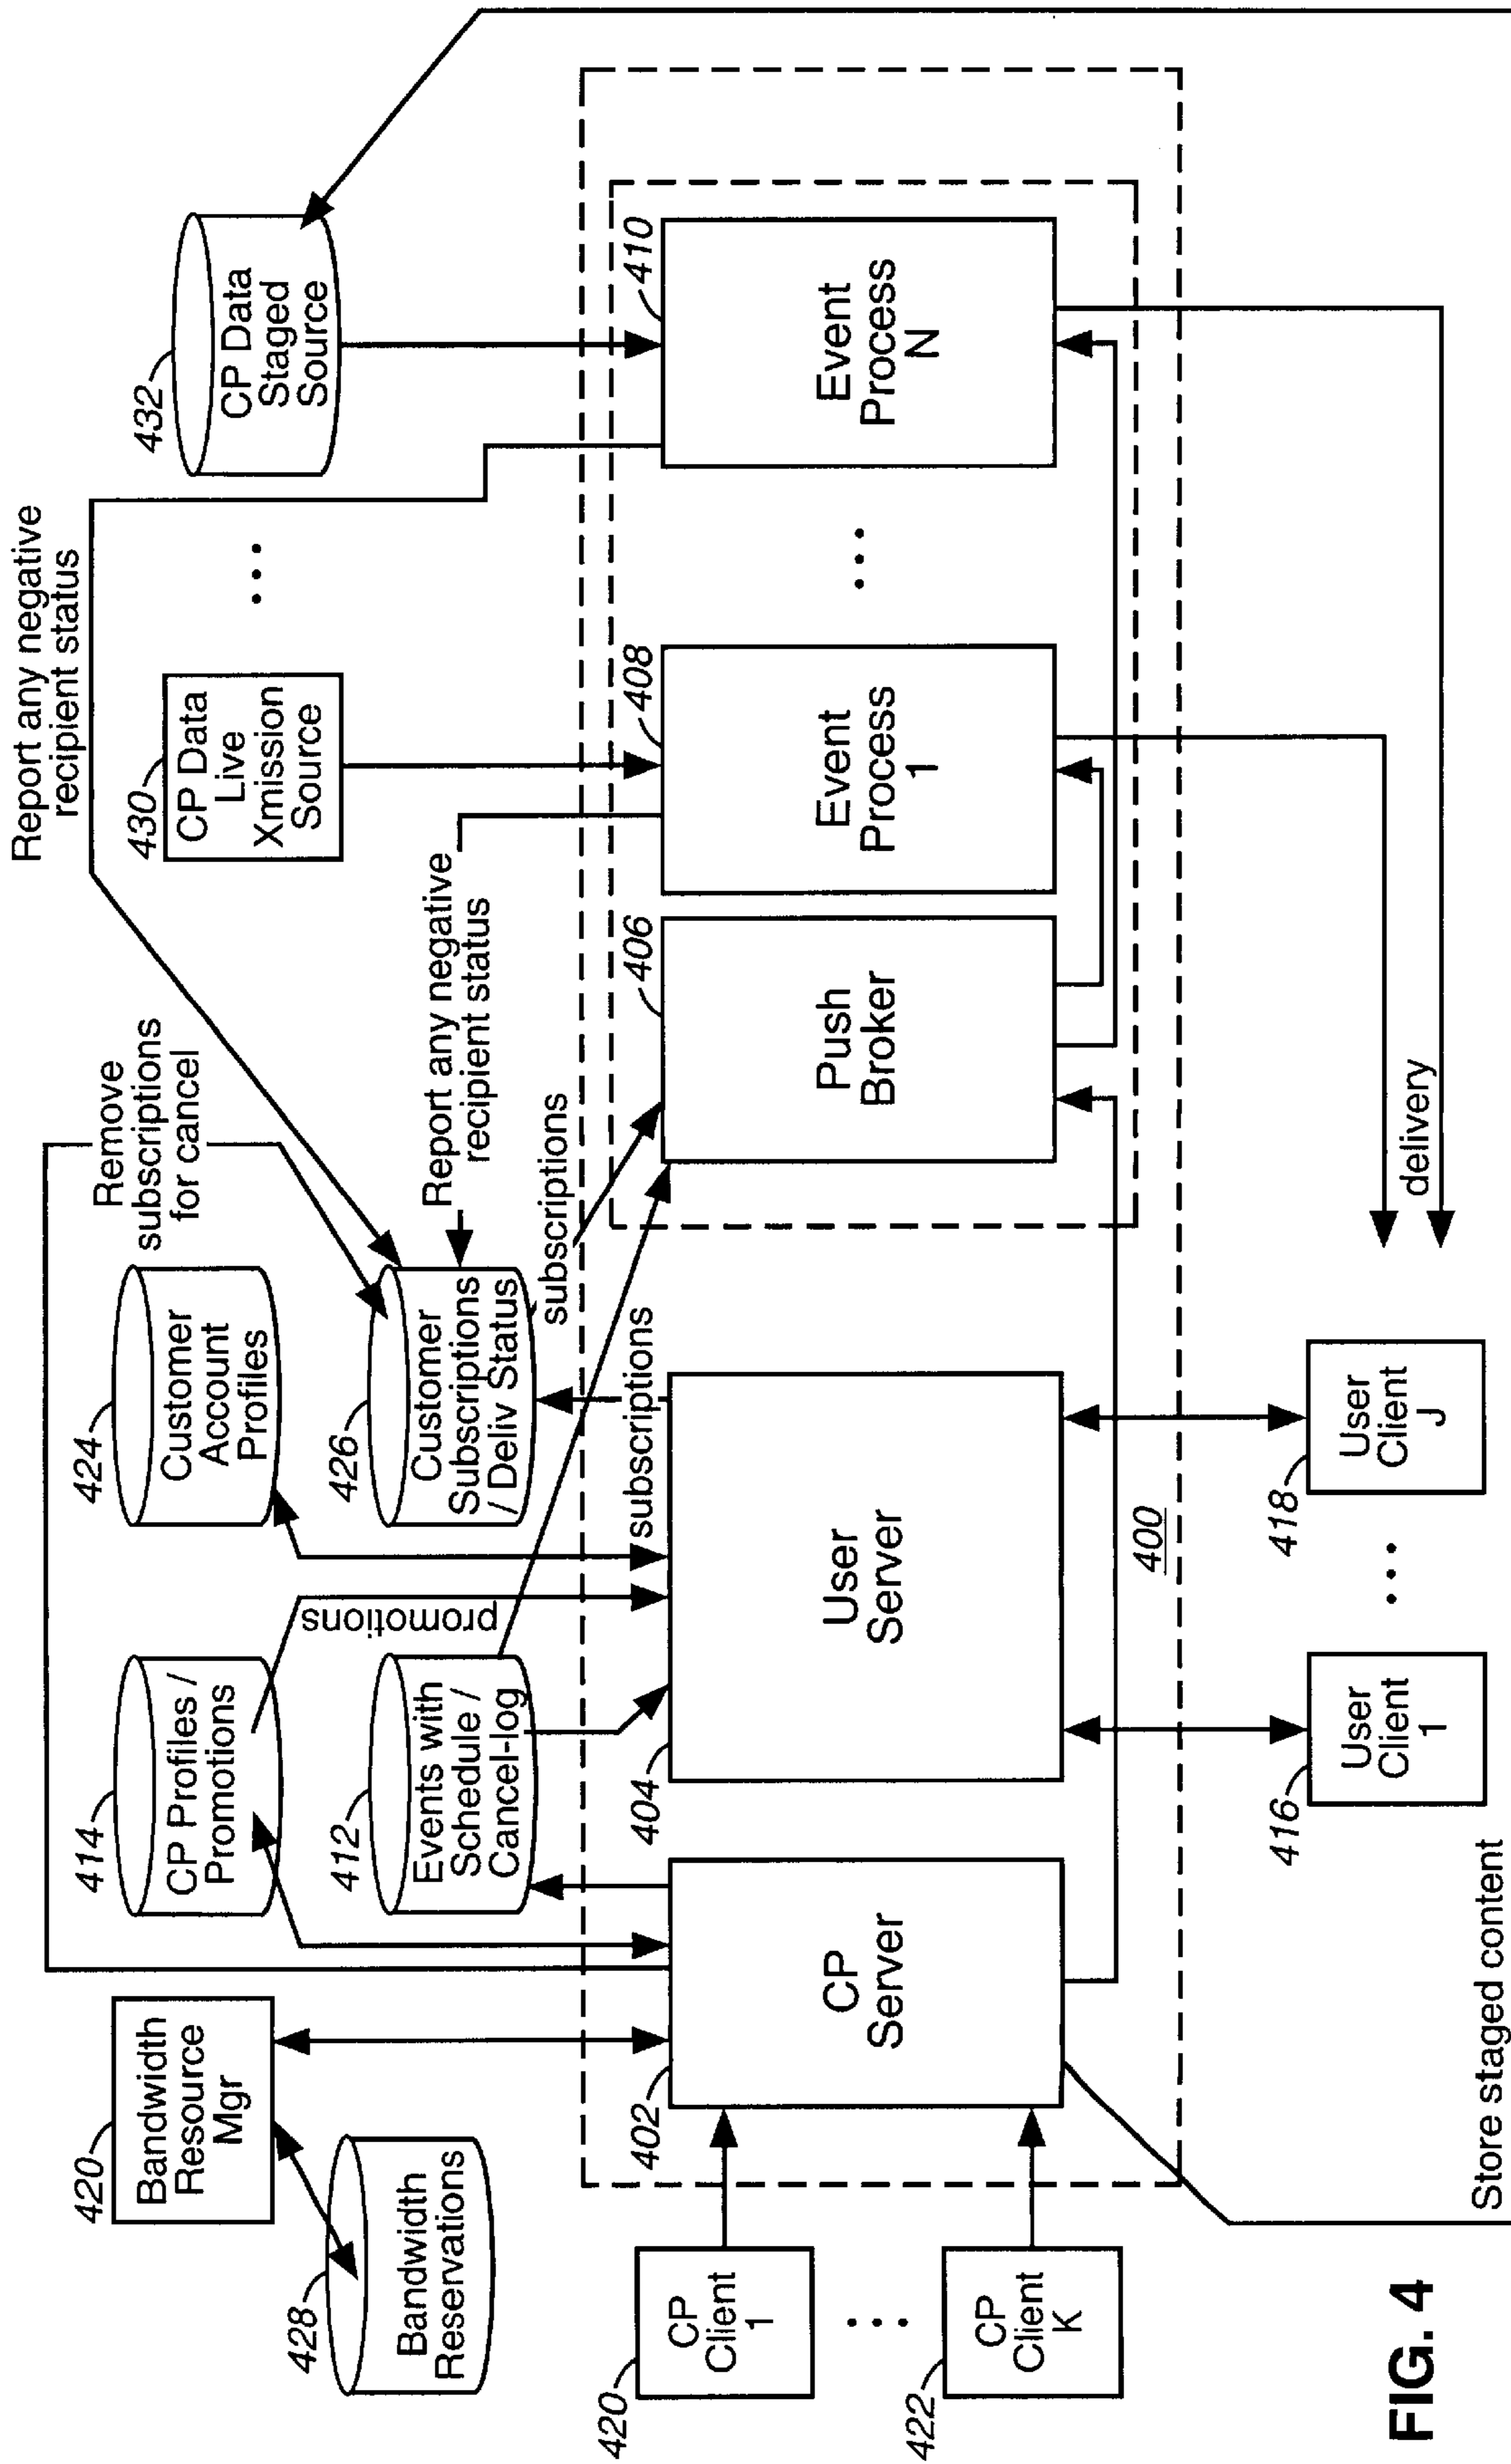 420
Bandwidth
Resource
Mgr
428
Bandwidth
Reservations
414
CP Profiles /
Promotions
412
Events with
Schedule /
Cancel-log
promotions
424
Customer
Account
Profiles
426
Customer
Subscriptions
/ Deliv Status
Remove
subscriptions
for cancel
Report any negative
recipient status
Report any negative
recipient status
430
CP Data
Live
Xmission
Source
...
432
CP Data
Staged
Source
subscriptions
subscriptions
402
CP
Server
404
User
Server
406
Push
Broker
408
Event
Process
1
...
410
Event
Process
N
400
420
CP
Client
1
...
422
CP
Client
K
416
User
Client
1
...
418
User
Client
J
delivery
Store staged content
FIG. 4